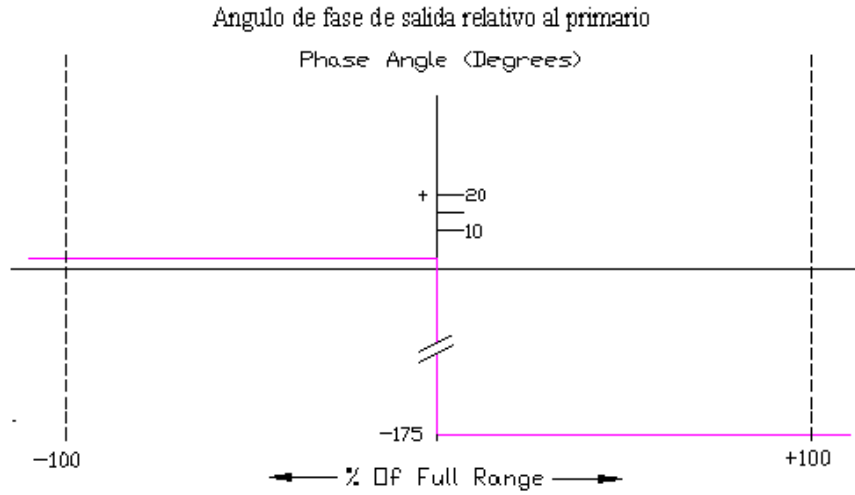 Angulo de fase de salida relativo al primario
Phase Angle (Degrees)
+ 20
10
-175
-100
+100
% Of Full Range